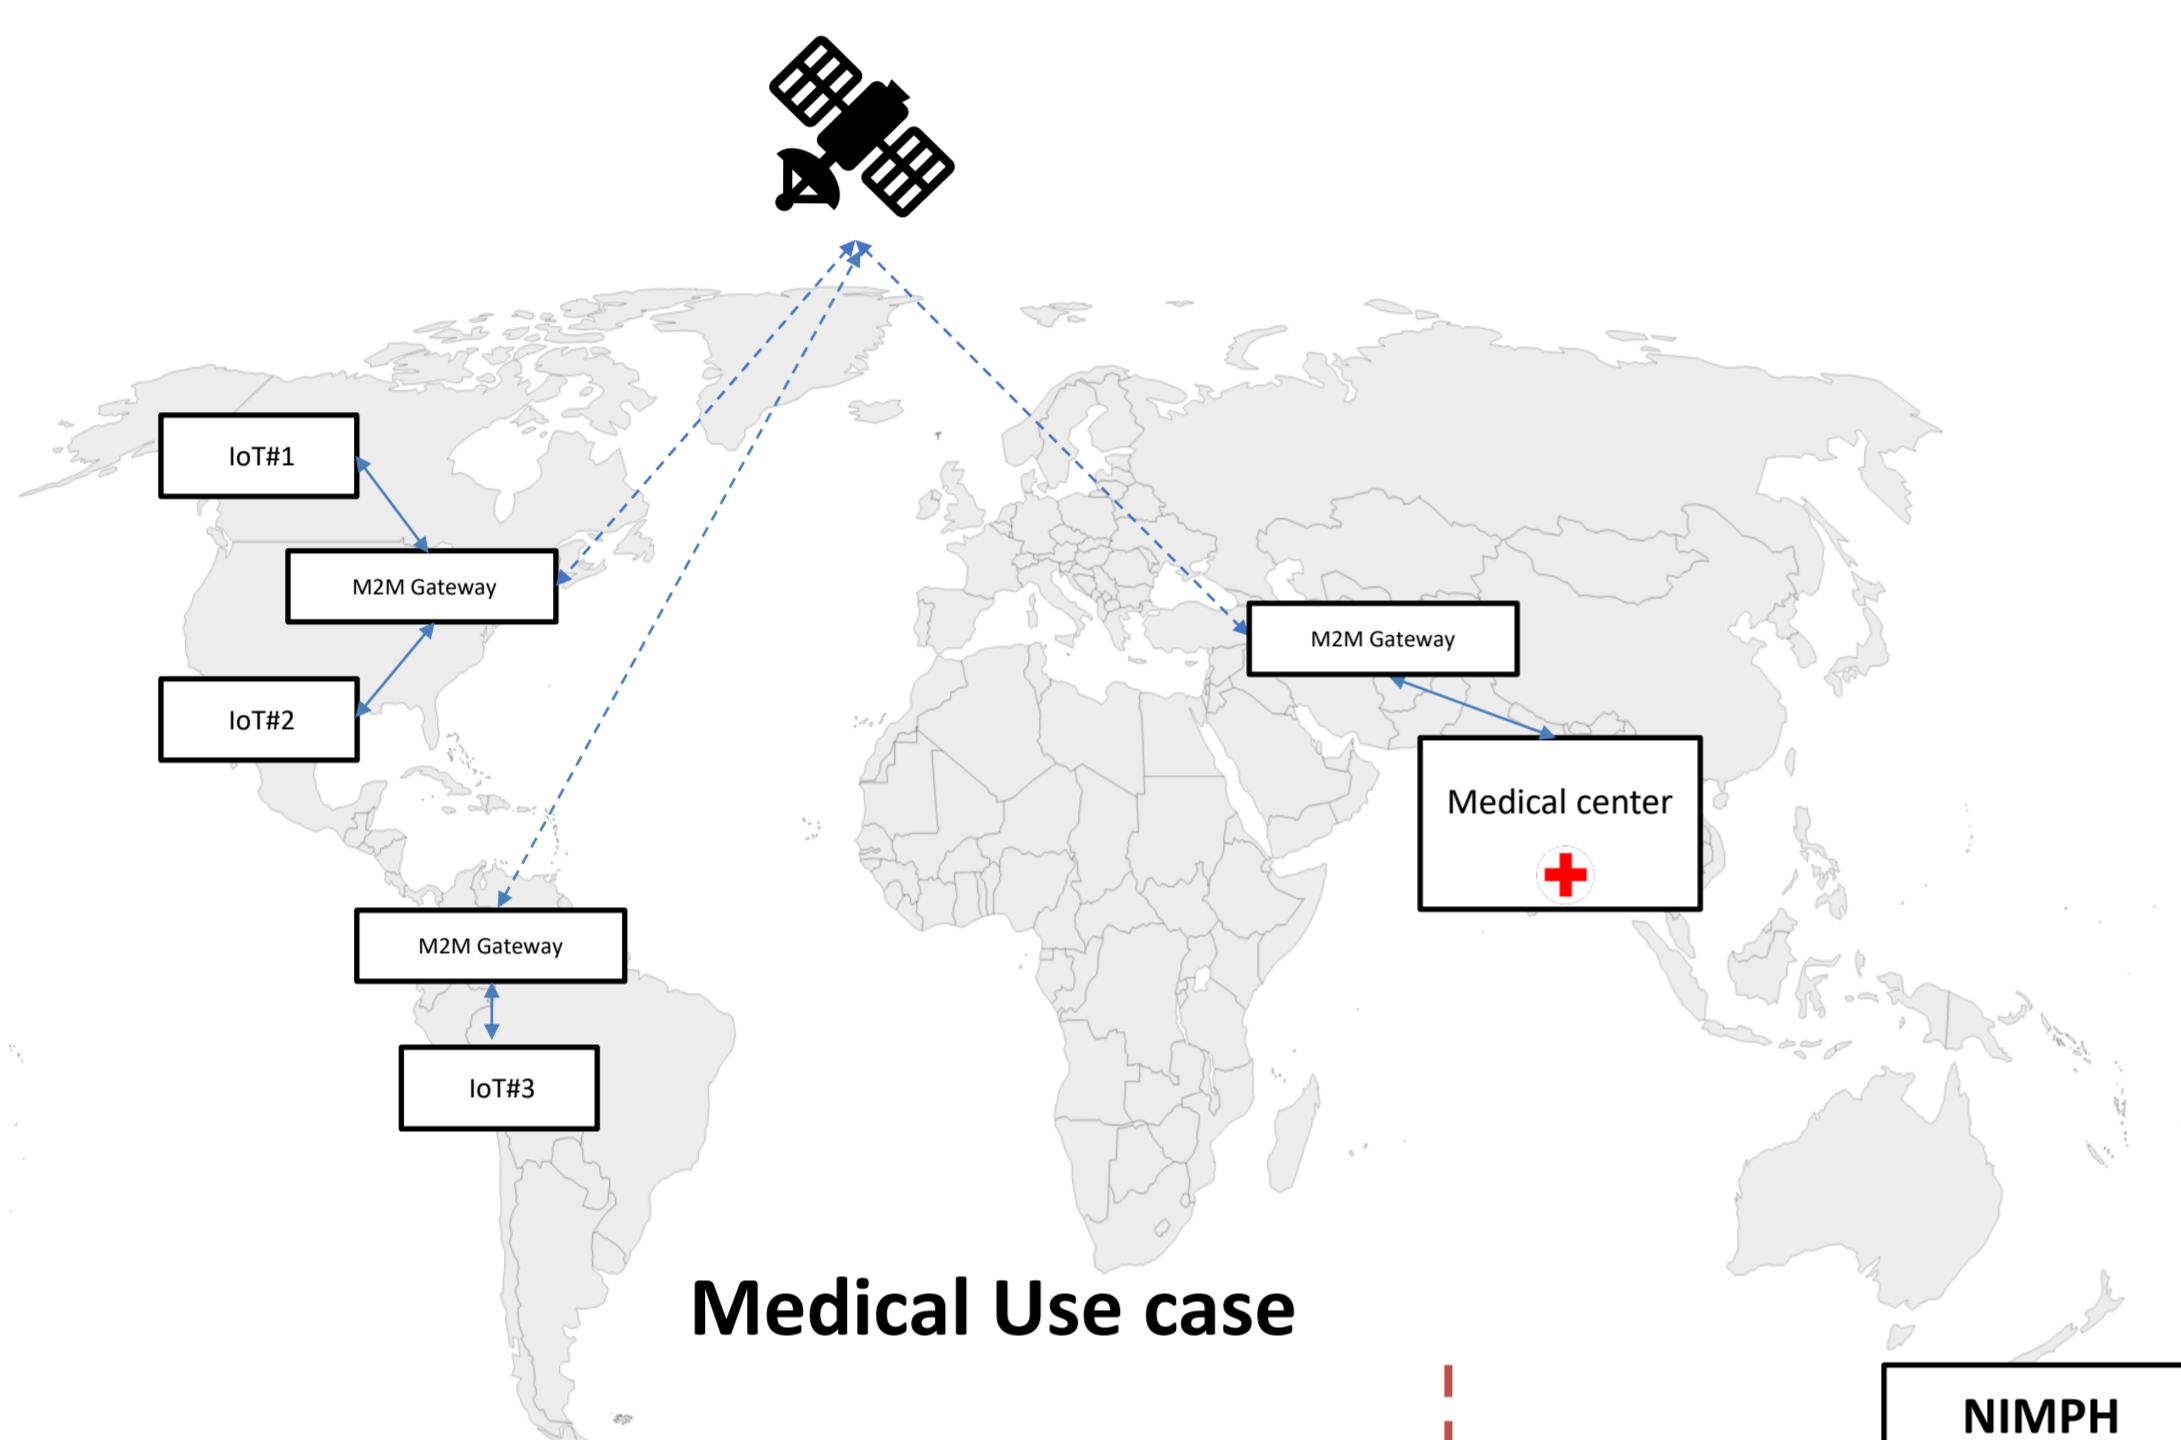 IoT#1
M2M Gateway
IoT#2
M2M Gateway
Medical center
M2M Gateway
IoT#3
Medical Use case
NIMPH